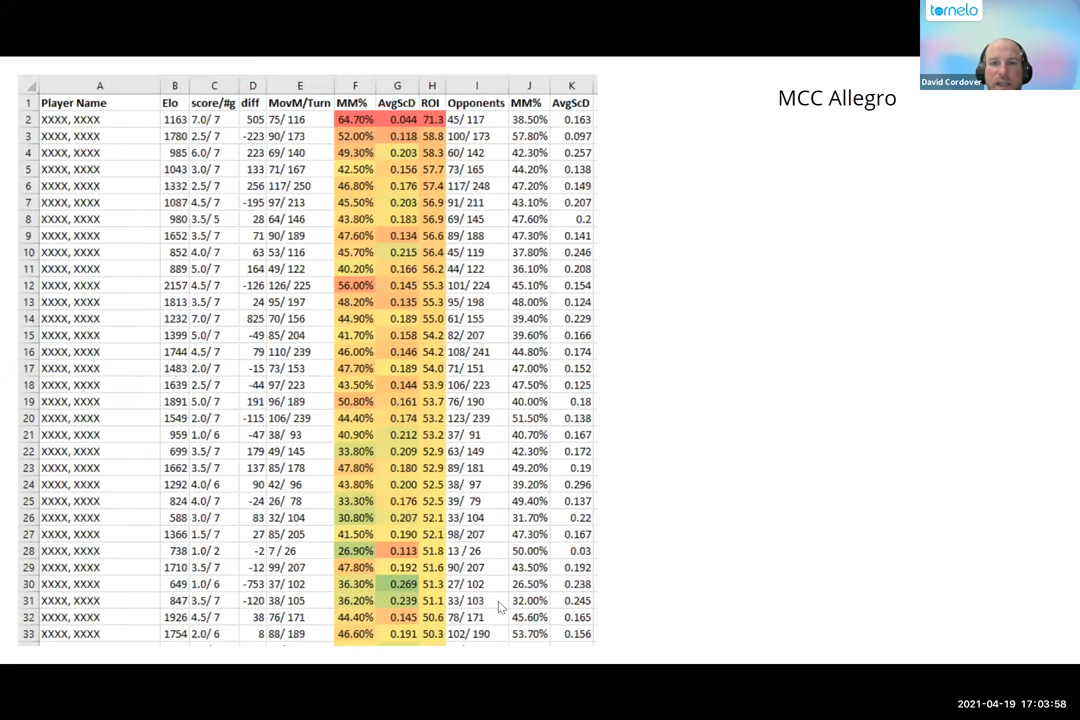 tornelo
David Cordover
MCC Allegro
A B C D E F G H I J K
1 Player Name Elo score/#g diff MovM/Turn MM% AvgScD ROI Opponents MM% AvgScD
2 XXXX, XXXX 1163 7.0/ 7 505 75/ 116 64.70% 0.044 71.3 45/ 117 38.50% 0.163
3 XXXX, XXXX 1780 2.5/ 7 -223 90/ 173 52.00% 0.118 58.8 100/ 173 57.80% 0.097
4 XXXX, XXXX 985 6.0/ 7 223 69/ 140 49.30% 0.203 58.3 60/ 142 42.30% 0.257
5 XXXX, XXXX 1043 3.0/ 7 133 71/ 167 42.50% 0.156 57.7 73/ 165 44.20% 0.138
6 XXXX, XXXX 1332 2.5/ 7 256 117/ 250 46.80% 0.176 57.4 117/ 248 47.20% 0.149
7 XXXX, XXXX 1087 4.5/ 7 -195 97/ 213 45.50% 0.203 56.9 91/ 211 43.10% 0.207
8 XXXX, XXXX 980 3.5/ 5 28 64/ 146 43.80% 0.183 56.9 69/ 145 47.60% 0.2
9 XXXX, XXXX 1652 3.5/ 7 71 90/ 189 47.60% 0.134 56.6 89/ 188 47.30% 0.141
10 XXXX, XXXX 852 4.0/ 7 63 53/ 116 45.70% 0.215 56.4 45/ 119 37.80% 0.246
11 XXXX, XXXX 889 5.0/ 7 164 49/ 122 40.20% 0.166 56.2 44/ 122 36.10% 0.208
12 XXXX, XXXX 2157 4.5/ 7 -126 126/ 225 56.00% 0.145 55.3 101/ 224 45.10% 0.154
13 XXXX, XXXX 1813 4.5/ 7 24 95/ 197 48.20% 0.135 55.3 95/ 198 48.00% 0.124
14 XXXX, XXXX 1232 7.0/ 7 825 70/ 156 44.90% 0.189 55.0 61/ 155 39.40% 0.229
15 XXXX, XXXX 1399 5.0/ 7 -49 85/ 204 41.70% 0.158 54.2 82/ 207 39.60% 0.166
16 XXXX, XXXX 1744 4.5/ 7 79 110/ 239 46.00% 0.146 54.2 108/ 241 44.80% 0.174
17 XXXX, XXXX 1483 2.0/ 7 -15 73/ 153 47.70% 0.189 54.0 71/ 151 47.00% 0.152
18 XXXX, XXXX 1639 2.5/ 7 -44 97/ 223 43.50% 0.144 53.9 106/ 223 47.50% 0.125
19 XXXX, XXXX 1891 5.0/ 7 191 96/ 189 50.80% 0.161 53.7 76/ 190 40.00% 0.18
20 XXXX, XXXX 1549 2.0/ 7 -115 106/ 239 44.40% 0.174 53.2 123/ 239 51.50% 0.138
21 XXXX, XXXX 959 1.0/ 6 -47 38/ 93 40.90% 0.212 53.2 37/ 91 40.70% 0.167
22 XXXX, XXXX 699 3.5/ 7 179 49/ 145 33.80% 0.209 52.9 63/ 149 42.30% 0.172
23 XXXX, XXXX 1662 3.5/ 7 137 85/ 178 47.80% 0.180 52.9 89/ 181 49.20% 0.19
24 XXXX, XXXX 1292 4.0/ 6 90 42/ 96 43.80% 0.200 52.5 38/ 97 39.20% 0.296
25 XXXX, XXXX 824 4.0/ 7 -24 26/ 78 33.30% 0.176 52.5 39/ 79 49.40% 0.137
26 XXXX, XXXX 588 3.0/ 7 83 32/ 104 30.80% 0.207 52.1 33/ 104 31.70% 0.22
27 XXXX, XXXX 1366 1.5/ 7 27 85/ 205 41.50% 0.190 52.1 98/ 207 47.30% 0.167
28 XXXX, XXXX 738 1.0/ 2 -2 7 / 26 26.90% 0.113 51.8 13 / 26 50.00% 0.03
29 XXXX, XXXX 1710 3.5/ 7 -12 99/ 207 47.80% 0.192 51.6 90/ 207 43.50% 0.192
30 XXXX, XXXX 649 1.0/ 6 -753 37/ 102 36.30% 0.269 51.3 27/ 102 26.50% 0.238
31 XXXX, XXXX 847 3.5/ 7 -120 38/ 105 36.20% 0.239 51.1 33/ 103 32.00% 0.245
32 XXXX, XXXX 1926 4.5/ 7 38 76/ 171 44.40% 0.145 50.6 78/ 171 45.60% 0.165
33 XXXX, XXXX 1754 2.0/ 6 8 88/ 189 46.60% 0.191 50.3 102/ 190 53.70% 0.156
2021-04-19 17:03:58